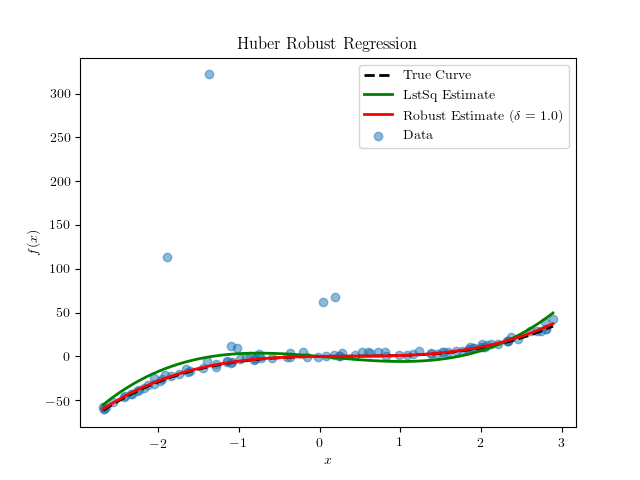 Huber Robust Regression
True Curve
LstSq Estimate
Robust Estimate (δ = 1.0)
Data
300
250
200
150
100
50
0
−50
f(x)
−2
−1
0
1
2
3
x